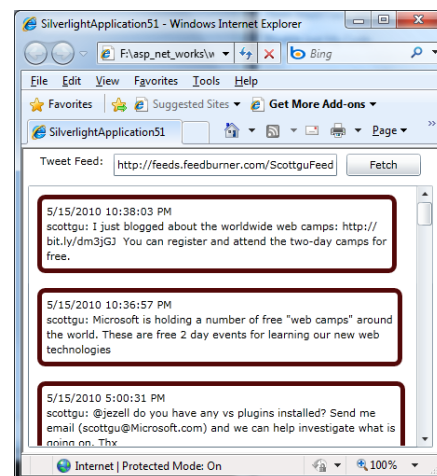 SilverlightApplication51 - Windows Internet Explorer
F:\asp_net_works\w
Bing
File Edit View Favorites Tools Help
Favorites Suggested Sites Get More Add-ons
SilverlightApplication51 Page »
Tweet Feed: http://feeds.feedburner.com/ScottguFeed Fetch
5/15/2010 10:38:03 PM
scottgu: I just blogged about the worldwide web camps: http://
bit.ly/dm3jGJ You can register and attend the two-day camps for
free.
5/15/2010 10:36:57 PM
scottgu: Microsoft is holding a number of free "web camps" around
the world. These are free 2 day events for learning our new web
technologies
5/15/2010 5:00:31 PM
scottgu: @jezell do you have any vs plugins installed? Send me
email (scottgu@Microsoft.com) and we can help investigate what is
going on. Thx
Internet | Protected Mode: On 100%